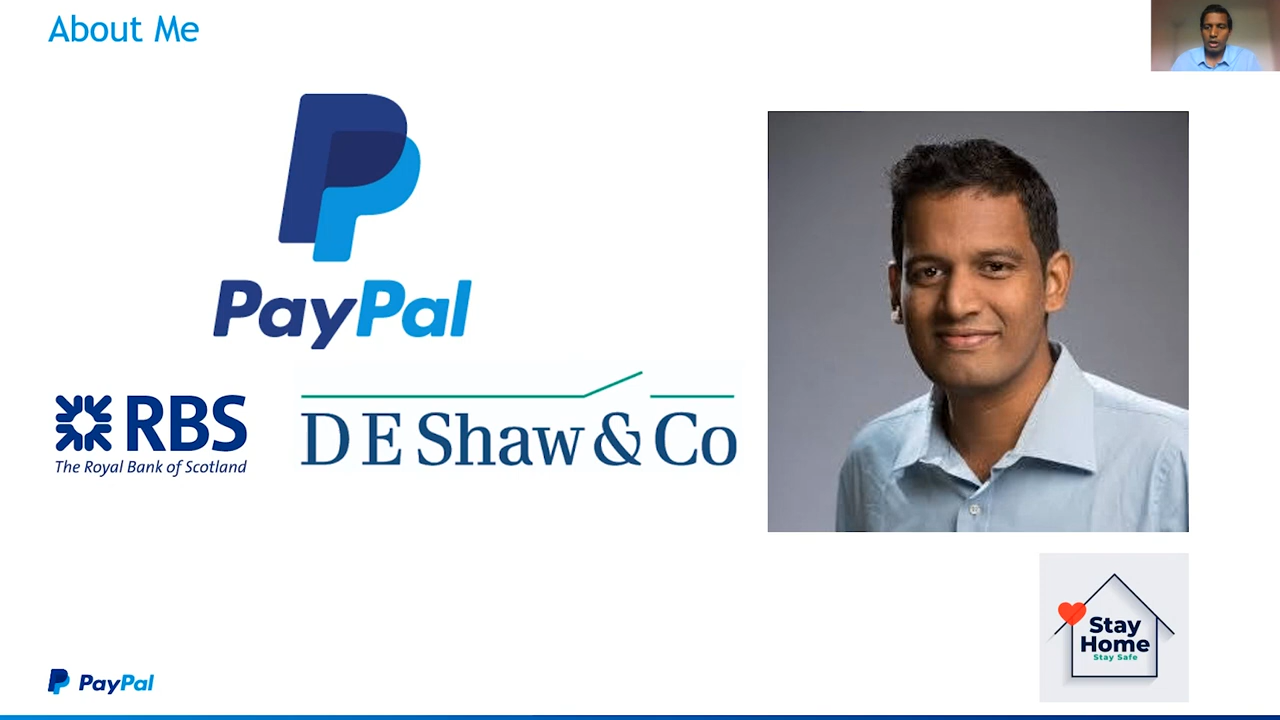 About Me
PayPal
RBS
The Royal Bank of Scotland
D E Shaw & Co
Stay
Home
Stay Safe
PayPal